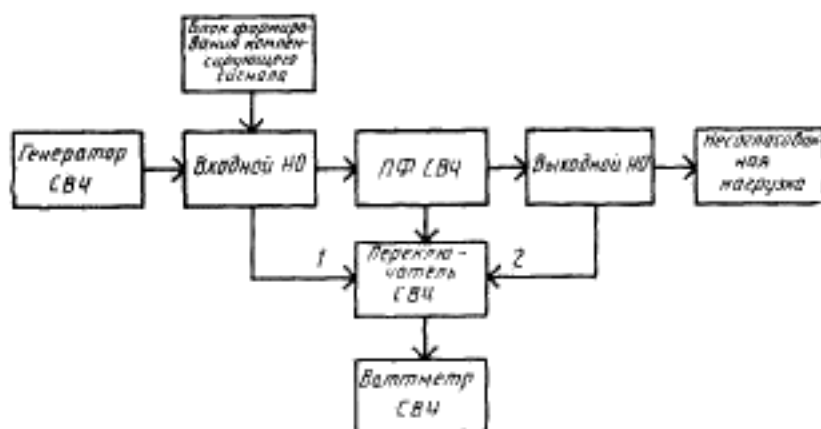 Блок формиро-
вания компен-
сирующего
сигнала
Генератор
СВЧ
Входной НО
ПФ СВЧ
Выходной НО
Несогласован-
ная
нагрузка
1
Переклю-
чатель
СВЧ
2
Ваттметр
СВЧ